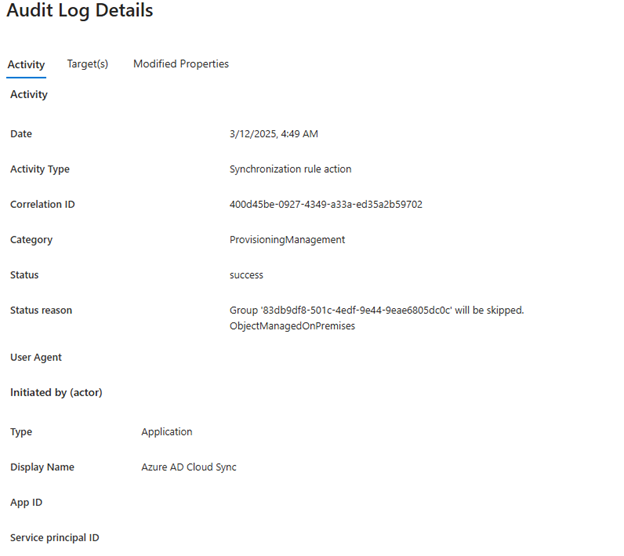 Audit Log Details
Activity Target(s) Modified Properties
Activity
Date 3/12/2025, 4:49 AM
Activity Type Synchronization rule action
Correlation ID 400d45be-0927-4349-a33a-ed35a2b59702
Category ProvisioningManagement
Status success
Status reason Group '83db9df8-501c-4edf-9e44-9eae6805dc0c' will be skipped.
ObjectManagedOnPremises
User Agent
Initiated by (actor)
Type Application
Display Name Azure AD Cloud Sync
App ID
Service principal ID